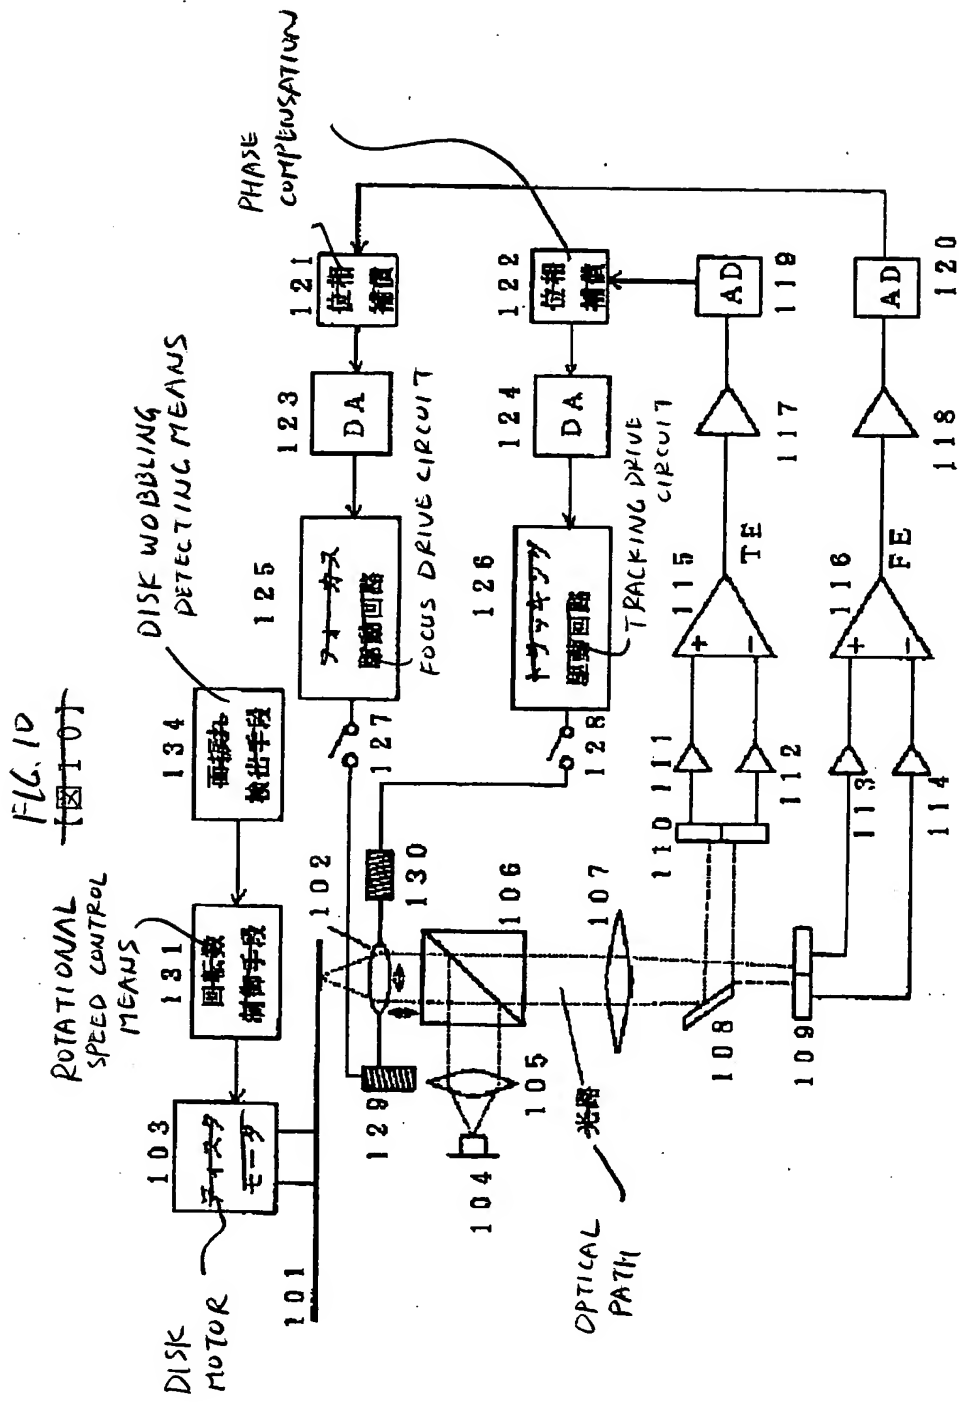 FIG. 10
【図10】
DISK
MOTOR
103
ディスク
モータ
ROTATIONAL
SPEED CONTROL
MEANS
131
回転数
制御手段
DISK WOBBLING
DETECTING MEANS
134
面振れ
検出手段
101
102
129
130
104
105
106
107
OPTICAL
PATH
光路
108
109
110
111
112
113
114
115
+
-
TE
116
+
-
FE
117
118
AD
119
AD
120
PHASE
COMPENSATION
121
位相
補償
122
位相
補償
123
DA
124
DA
125
フォーカス
駆動回路
FOCUS DRIVE CIRCUIT
126
トラッキング
駆動回路
TRACKING DRIVE
CIRCUIT
127
128